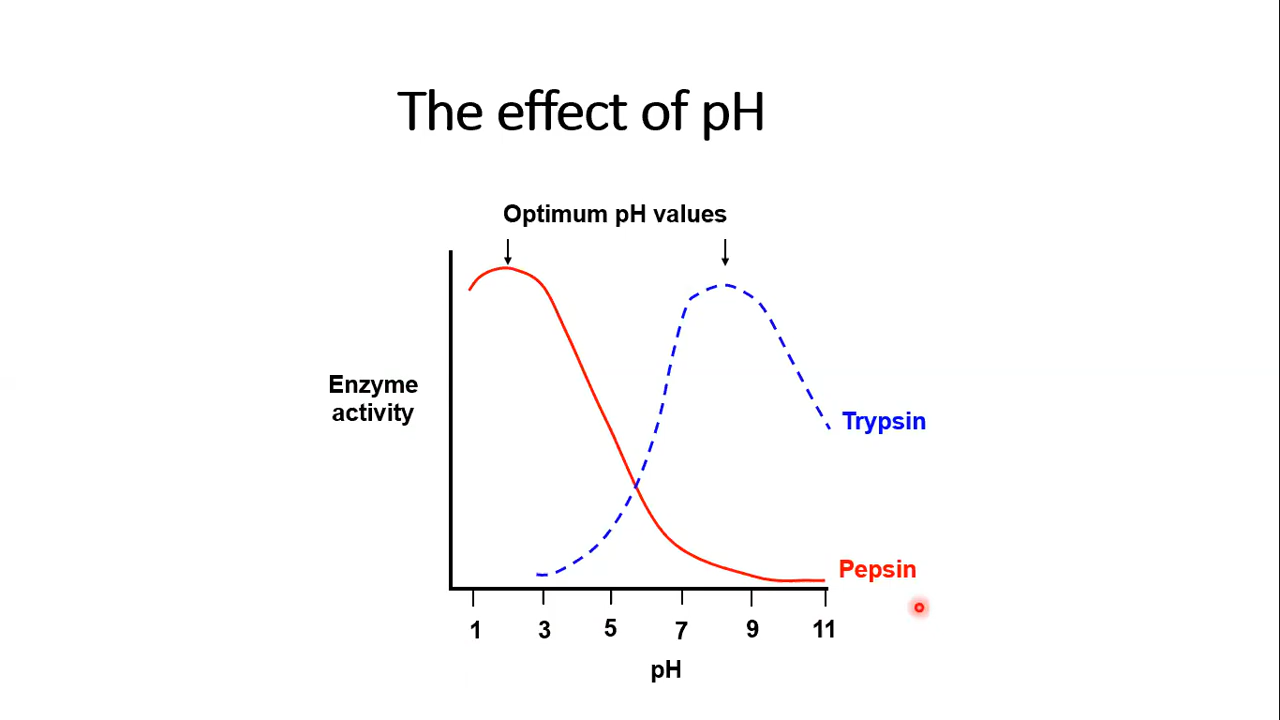 The effect of pH
Optimum pH values
Enzyme
activity
Trypsin
Pepsin
1 3 5 7 9 11
pH